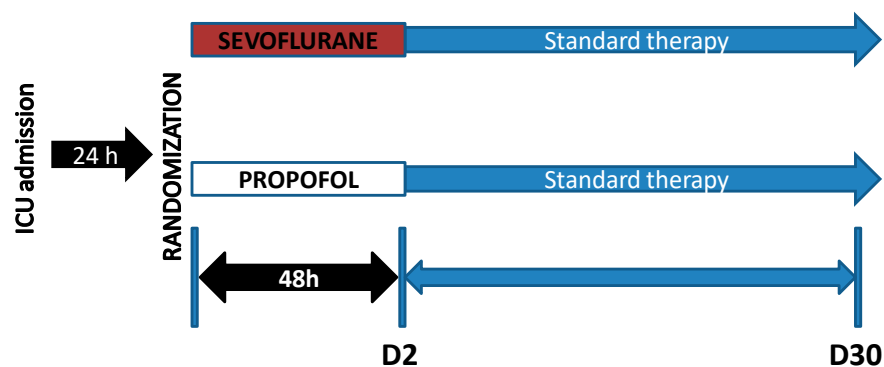 ICU admission
24 h
RANDOMIZATION
SEVOFLURANE
Standard therapy
PROPOFOL
Standard therapy
48h
D2
D30